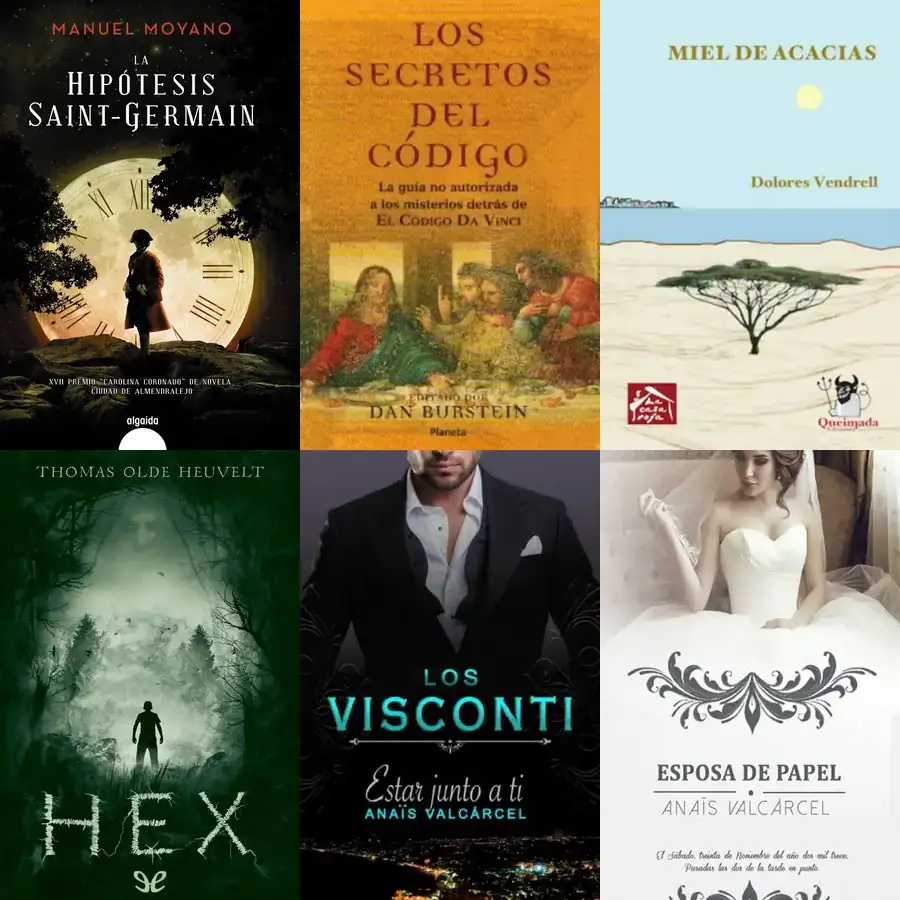 MANUEL MOYANO
LA
HIPÓTESIS
SAINT-GERMAIN
XII
XVII PREMIO "CAROLINA CORONADO" DE NOVELA
CIUDAD DE ALMENDRALEJO
algaida
LOS
SECRETOS
DEL
CÓDIGO
La guía no autorizada
a los misterios detrás de
EL CÓDIGO DA VINCI
EDITADO POR
DAN BURSTEIN
Planeta
MIEL DE ACACIAS
Dolores Vendrell
La
casa
roja
Queimada
THOMAS OLDE HEUVELT
HEX
LOS
VISCONTI
Estar junto a ti
ANAÏS VALCÁRCEL
ESPOSA DE PAPEL
ANAÏS VALCÁRCEL
El Sábado, treinta de Noviembre del año dos mil trece.
Pasadas las dos de la tarde en punto.